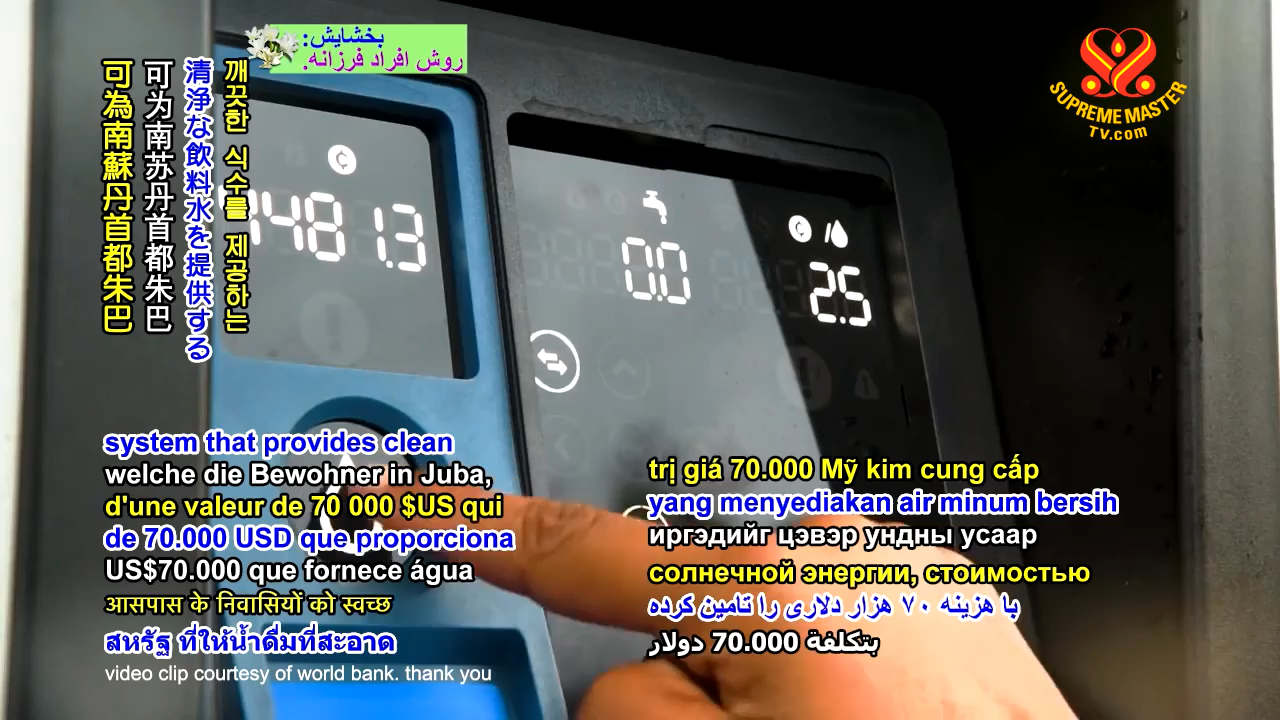 بخشایش:
روش افراد فرزانه.
SUPREME MASTER
TV.com
可為南蘇丹首都朱巴
可为南苏丹首都朱巴
清浄な飲料水を提供する
깨끗한 식수를 제공하는
481.3
0.0
2.5
system that provides clean
welche die Bewohner in Juba,
d'une valeur de 70 000 $US qui
de 70.000 USD que proporciona
US$70.000 que fornece água
आसपास के निवासियों को स्वच्छ
สหรัฐ ที่ให้น้ำดื่มที่สะอาด
video clip courtesy of world bank. thank you
trị giá 70.000 Mỹ kim cung cấp
yang menyediakan air minum bersih
иргэдийг цэвэр ундны усаар
солнечной энергии, стоимостью
با هزینه ۷۰ هزار دلاری را تامین کرده
بتكلفة 70.000 دولار